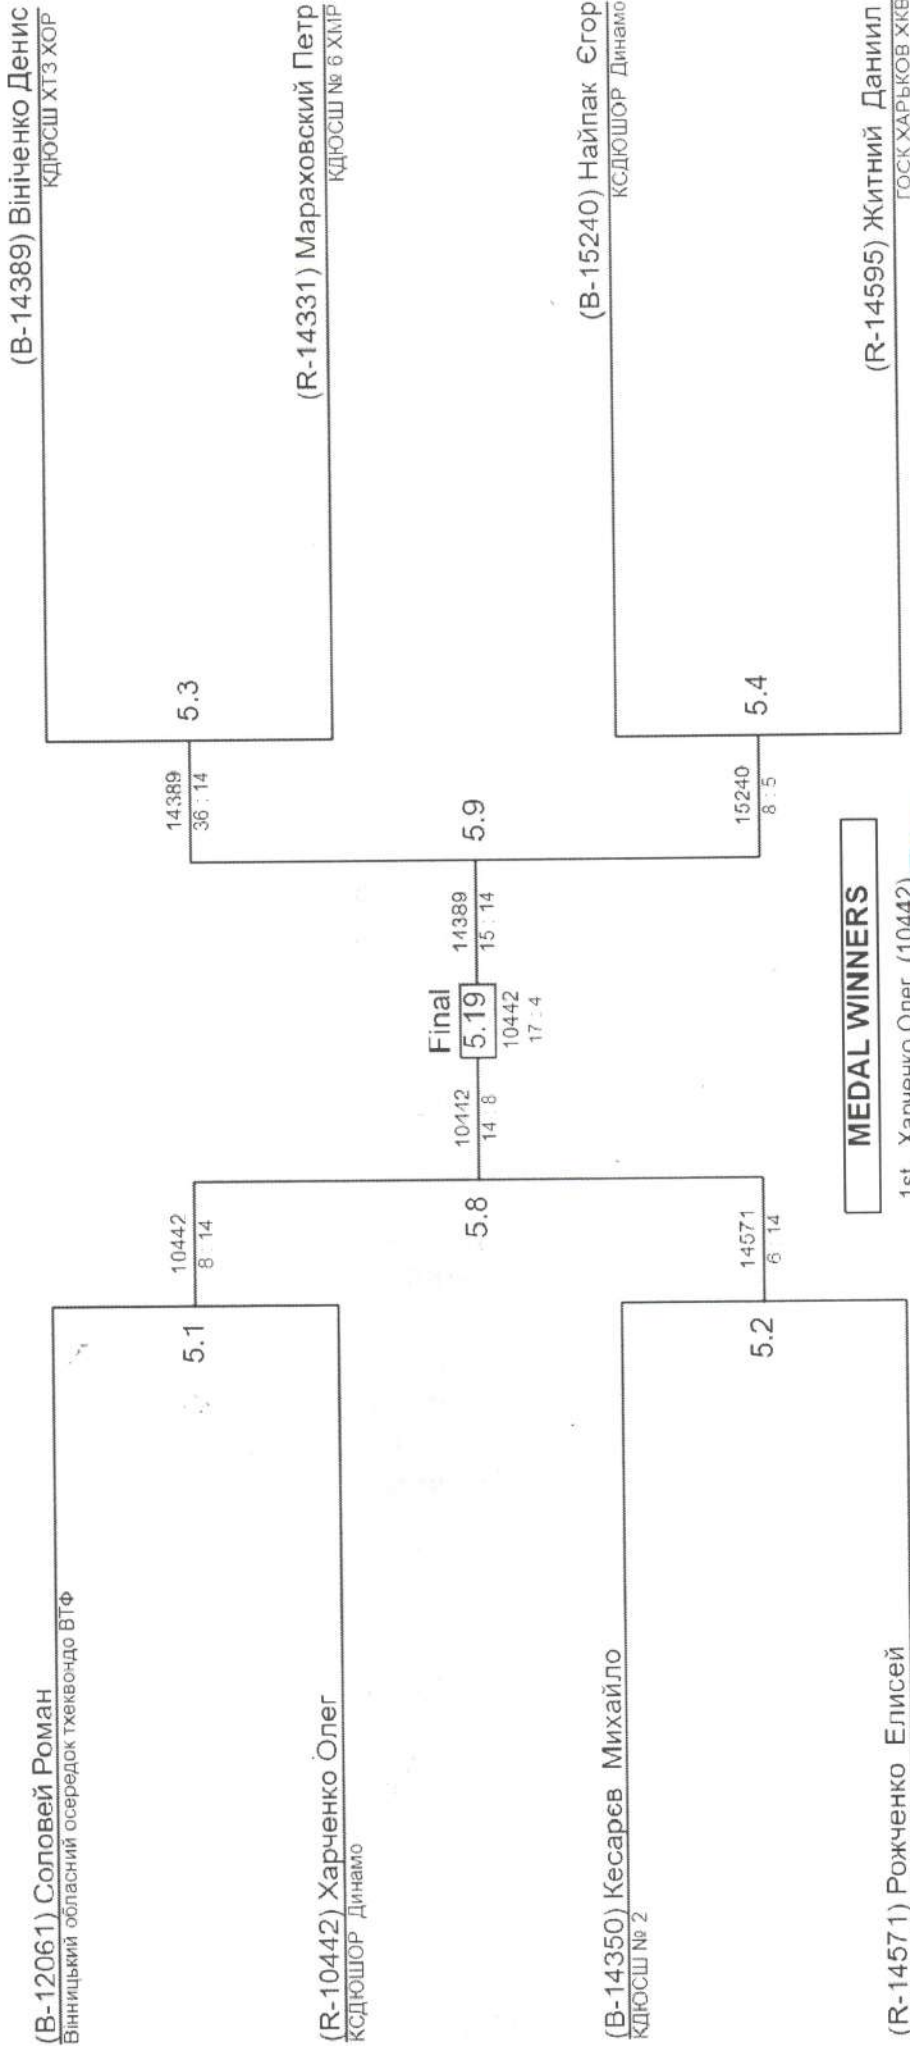 (B-12061) Соловей Роман
Вінницький обласний осередок тхеквондо ВТФ
5.1
(R-10442) Харченко Олег
КСДЮШОР Динамо
10442
8 : 14
5.8
(B-14350) Кесарєв Михайло
КДЮСШ № 2
5.2
(R-14571) Рожченко Елисей
14571
6 : 14
10442
14 : 8
Final
5.19
10442
17 : 4
14389
15 : 14
5.9
(B-14389) Вініченко Денис
КДЮСШ ХТЗ ХОР
5.3
(R-14331) Мараховский Петр
КДЮСШ № 6 ХМР
14389
36 : 14
(B-15240) Найпак Єгор
КСДЮШОР Динамо
5.4
(R-14595) Житний Даниил
ГОСК ХАРЬКОВ ХКВ
15240
8 : 5
MEDAL WINNERS
1st Харченко Олег (10442)